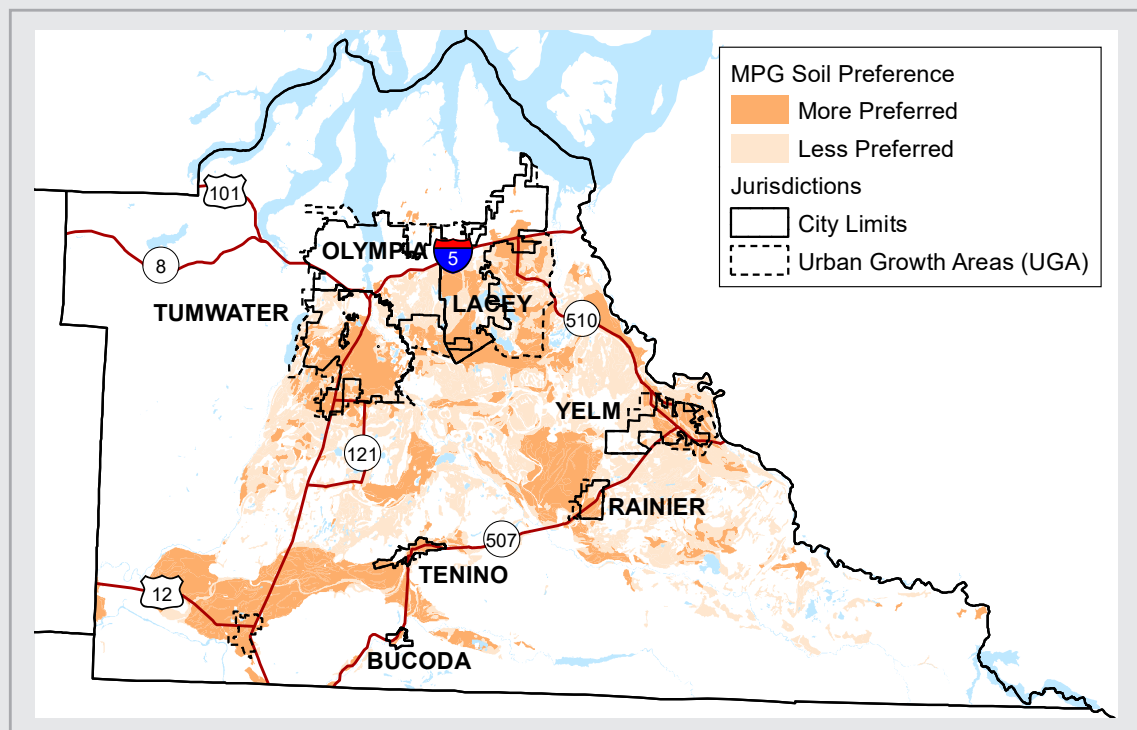 MPG Soil Preference
More Preferred
Less Preferred
Jurisdictions
City Limits
Urban Growth Areas (UGA)
101
OLYMPIA
5
8
TUMWATER
LACEY
510
YELM
121
RAINIER
507
TENINO
12
BUCODA